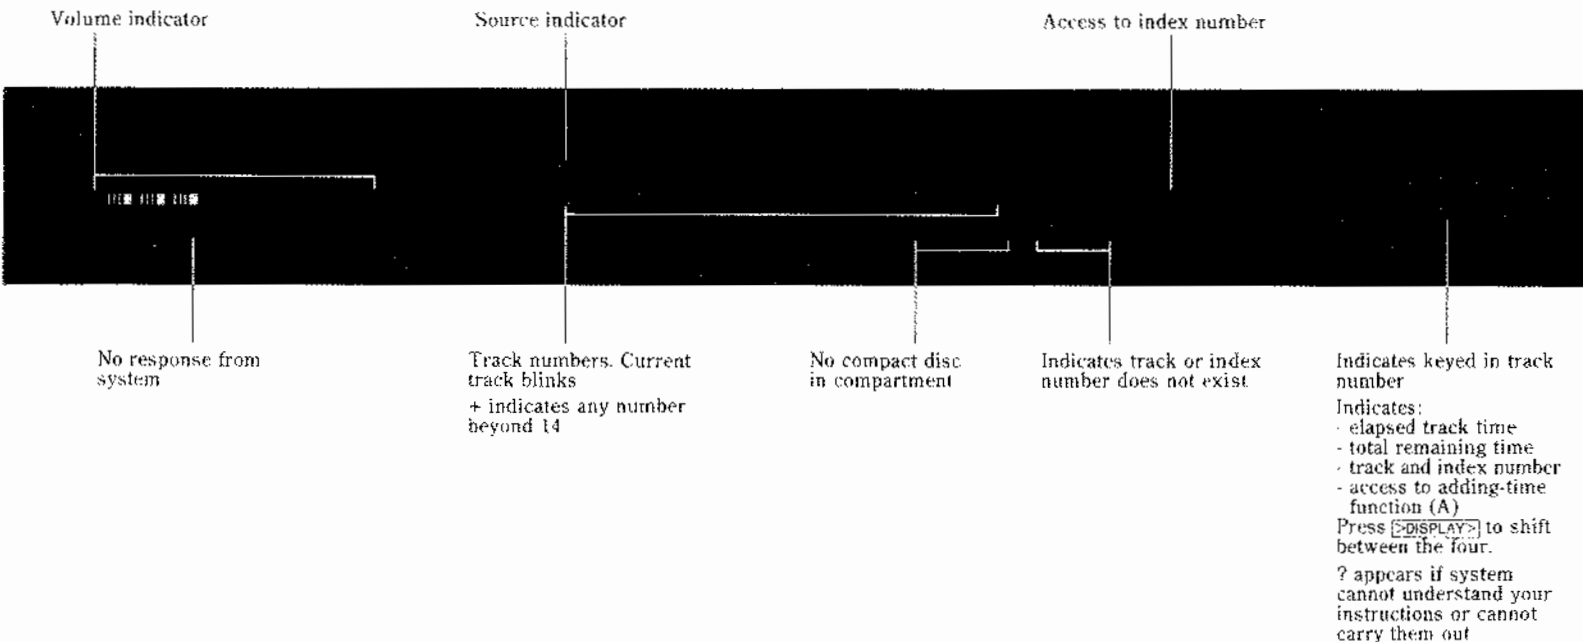 Volume indicator
Source indicator
Access to index number
No response from
system
Track numbers. Current
track blinks
+ indicates any number
beyond 14
No compact disc
in compartment
Indicates track or index
number does not exist
Indicates keyed in track
number
Indicates:
- elapsed track time
- total remaining time
- track and index number
- access to adding-time
function (A)
Press >DISPLAY> to shift
between the four.
? appears if system
cannot understand your
instructions or cannot
carry them out